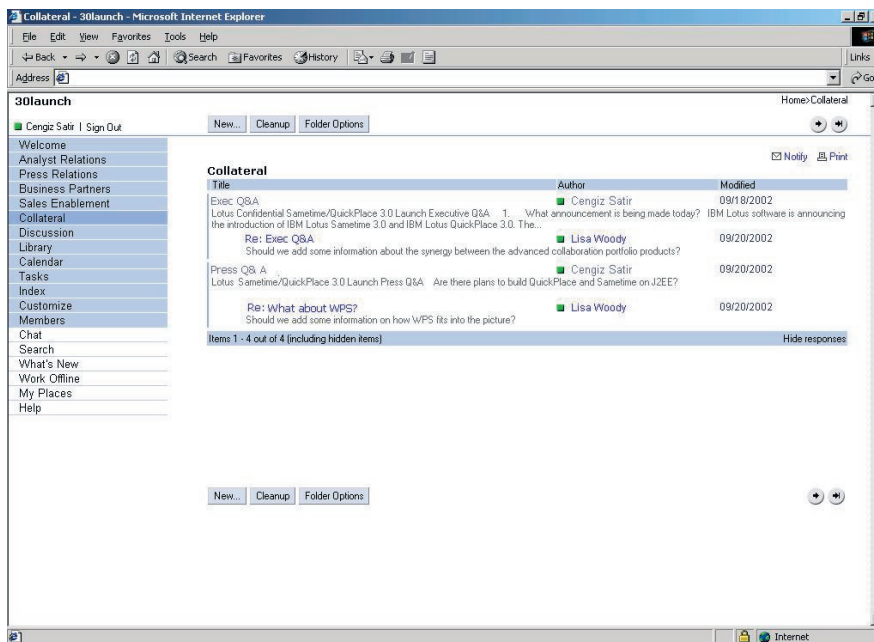 Collateral - 30launch - Microsoft Internet Explorer
File Edit View Favorites Tools Help
Back Search Favorites History
Links
Address Go
30launch Home>Collateral
Cengiz Satir | Sign Out New... Cleanup Folder Options
Welcome
Analyst Relations
Press Relations
Business Partners
Sales Enablement
Collateral
Discussion
Library
Calendar
Tasks
Index
Customize
Members
Chat
Search
What's New
Work Offline
My Places
Help
Notify Print
Collateral
Title Author Modified
Exec Q&A Cengiz Satir 09/18/2002
Lotus Confidential Sametime/QuickPlace 3.0 Launch Executive Q&A 1. What announcement is being made today? IBM Lotus software is announcing
the introduction of IBM Lotus Sametime 3.0 and IBM Lotus QuickPlace 3.0. The...
Re: Exec Q&A Lisa Woody 09/20/2002
Should we add some information about the synergy between the advanced collaboration portfolio products?
Press Q& A Cengiz Satir 09/20/2002
Lotus Sametime/QuickPlace 3.0 Launch Press Q&A Are there plans to build QuickPlace and Sametime on J2EE?
Re: What about WPS? Lisa Woody 09/20/2002
Should we add some information on how WPS fits into the picture?
Items 1 - 4 out of 4 (including hidden items) Hide responses
New... Cleanup Folder Options
Internet